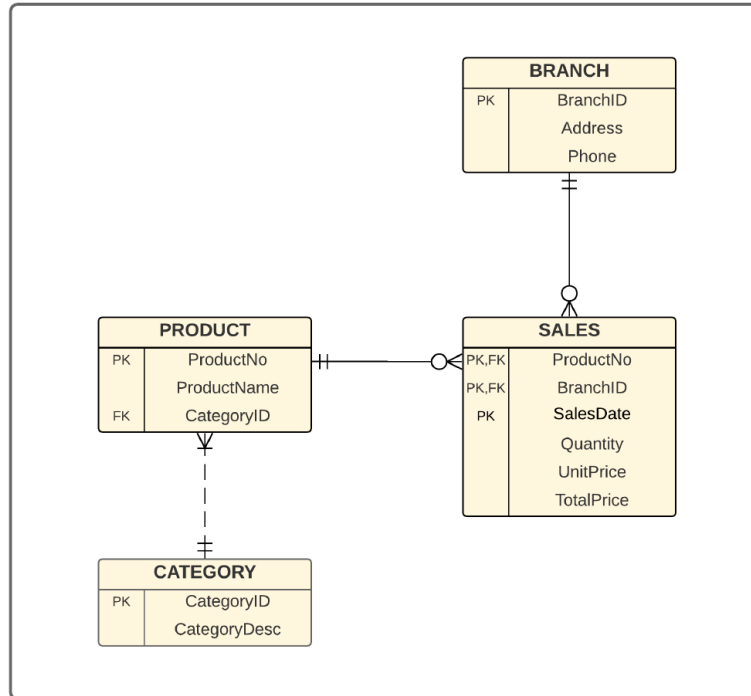 BRANCH
PK BranchID
Address
Phone
PRODUCT
PK ProductNo
ProductName
FK CategoryID
SALES
PK,FK ProductNo
PK,FK BranchID
PK SalesDate
Quantity
UnitPrice
TotalPrice
CATEGORY
PK CategoryID
CategoryDesc